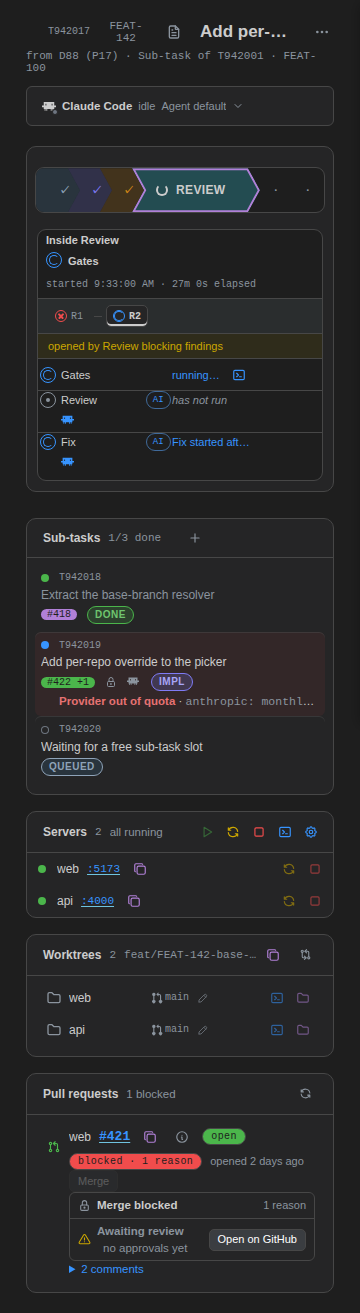 T942017 FEAT-142 Add per-...
from D88 (P17) · Sub-task of T942001 · FEAT-100
Claude Code idle Agent default
REVIEW
Inside Review
Gates
started 9:33:00 AM · 27m 0s elapsed
R1 — R2
opened by Review blocking findings
Gates running...
Review AI has not run
Fix AI Fix started aft...
Sub-tasks 1/3 done
T942018
Extract the base-branch resolver
#418 DONE
T942019
Add per-repo override to the picker
#422 +1 IMPL
Provider out of quota · anthropic: monthl...
T942020
Waiting for a free sub-task slot
QUEUED
Servers 2 all running
web :5173
api :4000
Worktrees 2 feat/FEAT-142-base-...
web main
api main
Pull requests 1 blocked
web #421 open
blocked · 1 reason opened 2 days ago
Merge
Merge blocked 1 reason
Awaiting review
no approvals yet Open on GitHub
2 comments